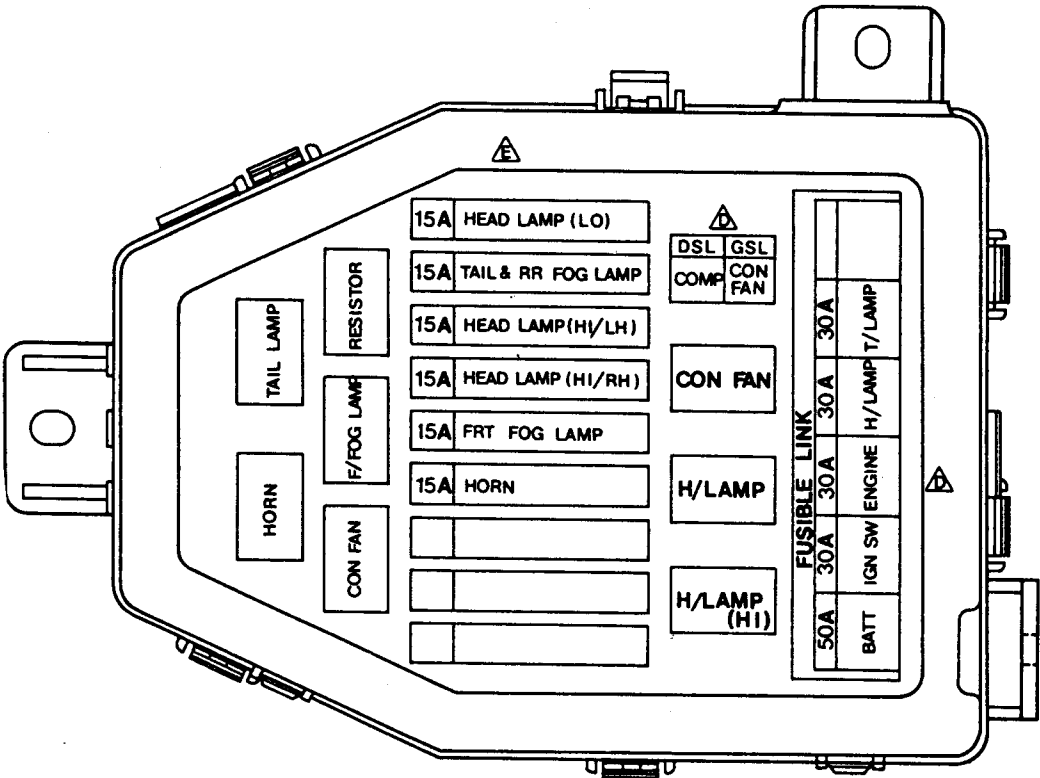 E
15A HEAD LAMP (LO)
15A TAIL & RR FOG LAMP
15A HEAD LAMP (HI/LH)
15A HEAD LAMP (HI/RH)
15A FRT FOG LAMP
15A HORN
TAIL LAMP
HORN
RESISTOR
F/FOG LAMP
CON FAN
D
DSL GSL
COMP CON FAN
CON FAN
H/LAMP
H/LAMP
(HI)
FUSIBLE LINK
30A T/LAMP
30A H/LAMP
30A ENGINE
30A IGN SW
50A BATT
D